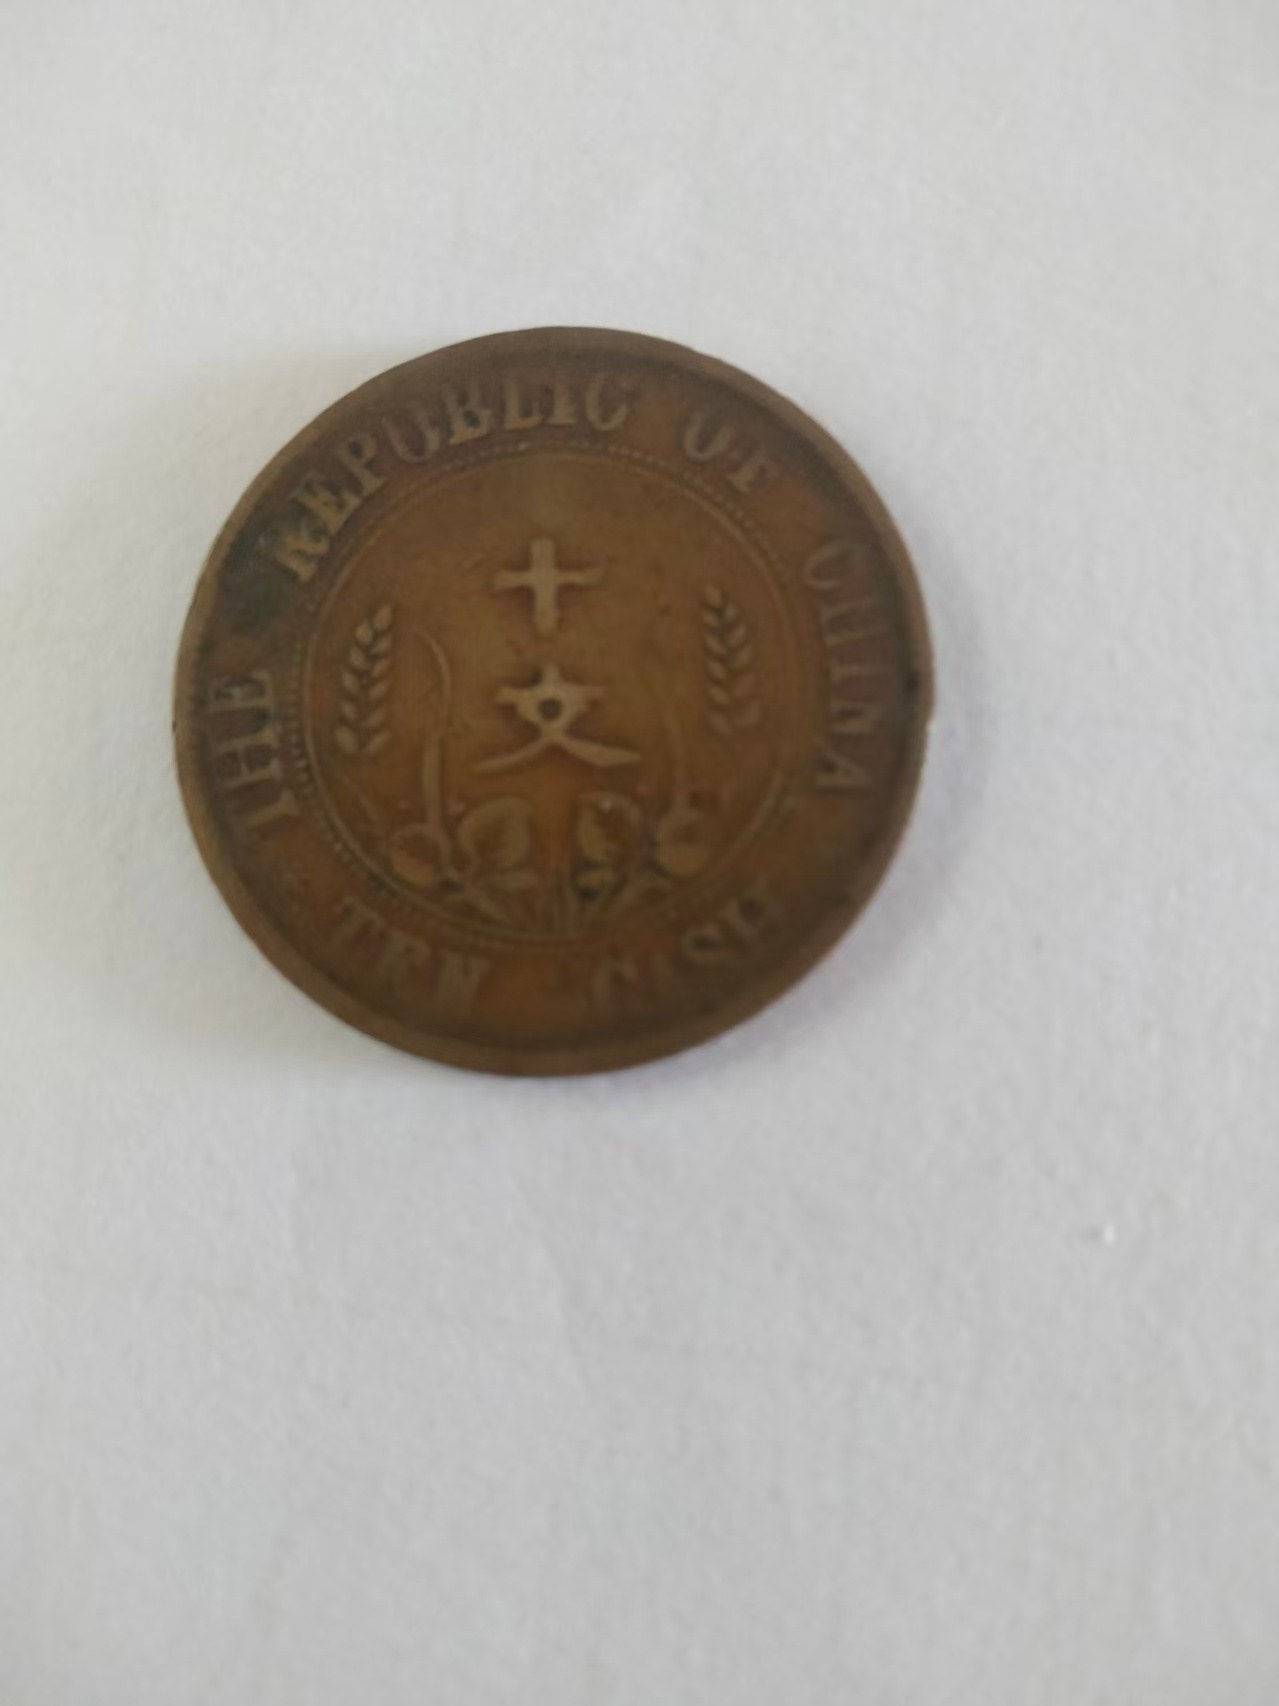 THE REPUBLIC OF CHINA
十
文
TEN CASH